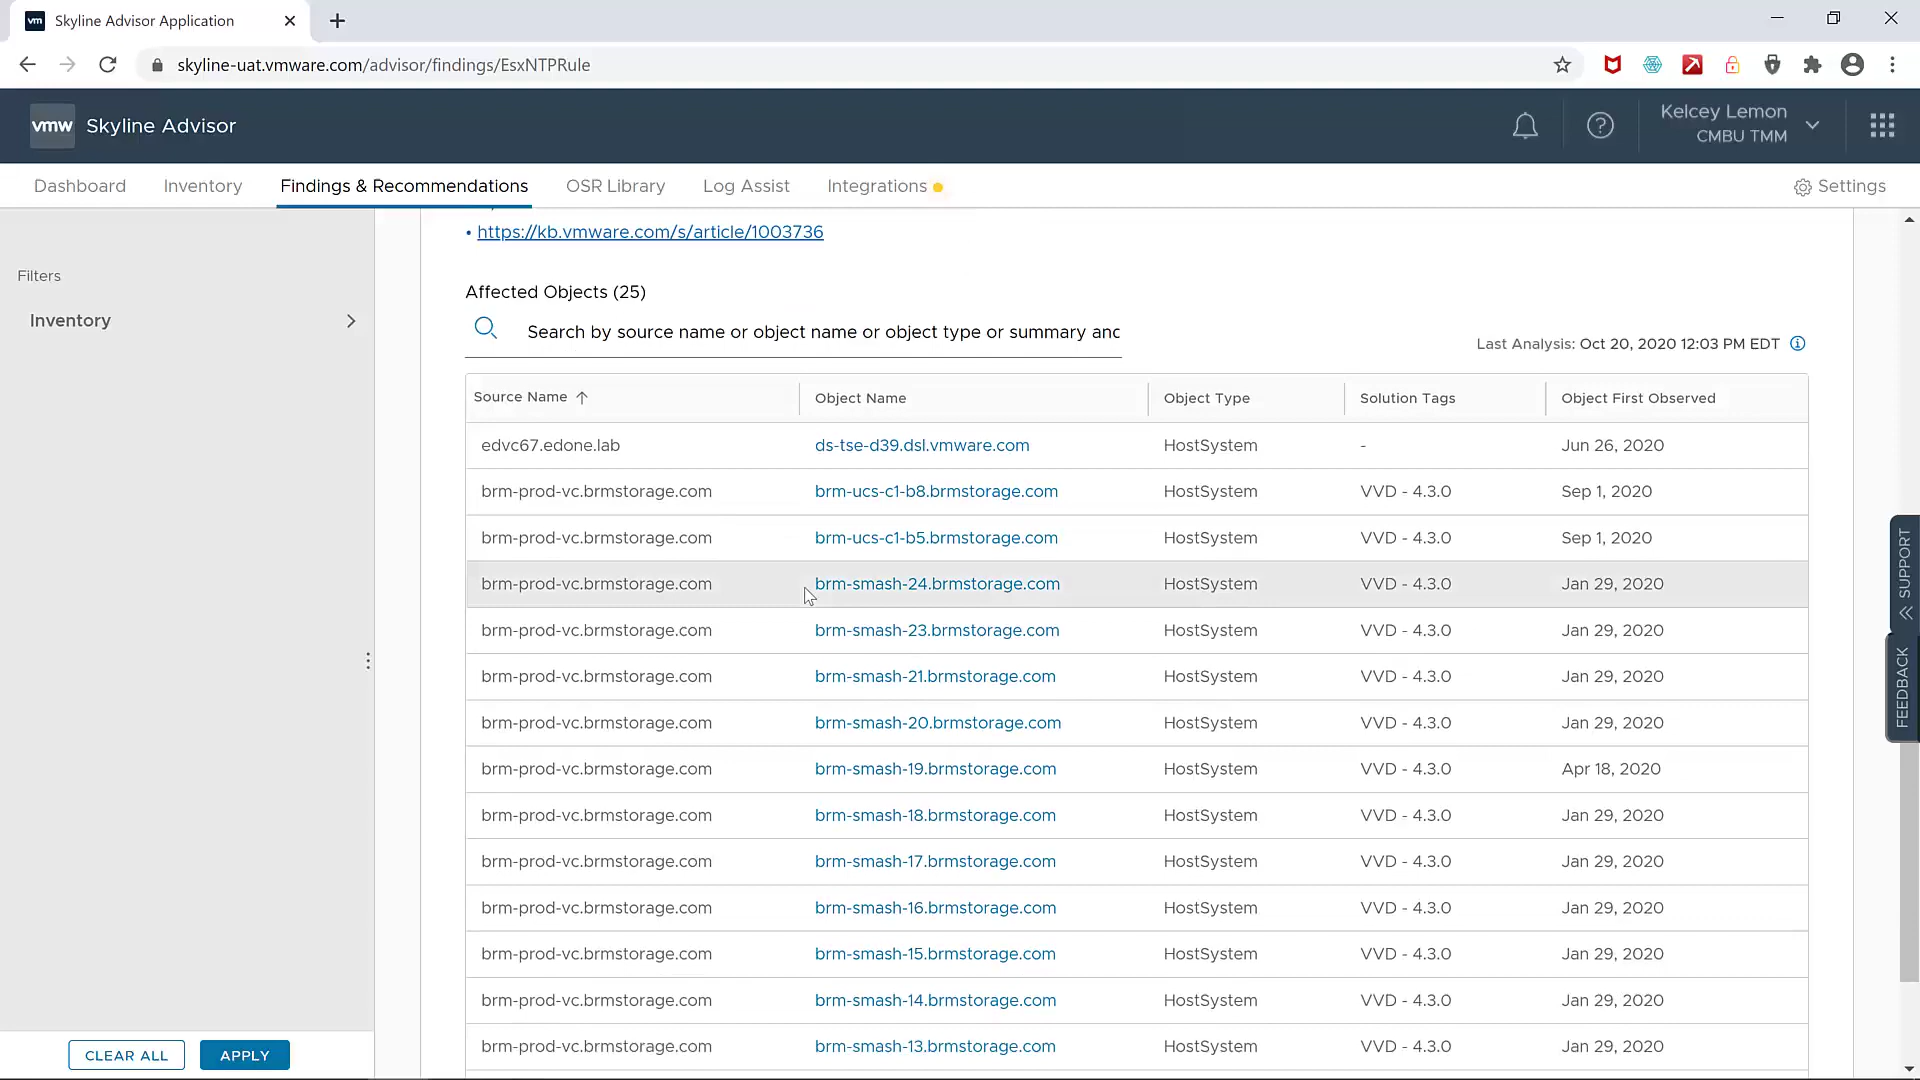 vm Skyline Advisor Application
skyline-uat.vmware.com/advisor/findings/EsxNTPRule
vmw Skyline Advisor
Kelcey Lemon
CMBU TMM
Dashboard Inventory Findings & Recommendations OSR Library Log Assist Integrations Settings
• https://kb.vmware.com/s/article/1003736
Filters
Inventory
Affected Objects (25)
Search by source name or object name or object type or summary anc
Last Analysis: Oct 20, 2020 12:03 PM EDT
Source Name Object Name Object Type Solution Tags Object First Observed
edvc67.edone.lab ds-tse-d39.dsl.vmware.com HostSystem - Jun 26, 2020
brm-prod-vc.brmstorage.com brm-ucs-c1-b8.brmstorage.com HostSystem VVD - 4.3.0 Sep 1, 2020
brm-prod-vc.brmstorage.com brm-ucs-c1-b5.brmstorage.com HostSystem VVD - 4.3.0 Sep 1, 2020
brm-prod-vc.brmstorage.com brm-smash-24.brmstorage.com HostSystem VVD - 4.3.0 Jan 29, 2020
brm-prod-vc.brmstorage.com brm-smash-23.brmstorage.com HostSystem VVD - 4.3.0 Jan 29, 2020
brm-prod-vc.brmstorage.com brm-smash-21.brmstorage.com HostSystem VVD - 4.3.0 Jan 29, 2020
brm-prod-vc.brmstorage.com brm-smash-20.brmstorage.com HostSystem VVD - 4.3.0 Jan 29, 2020
brm-prod-vc.brmstorage.com brm-smash-19.brmstorage.com HostSystem VVD - 4.3.0 Apr 18, 2020
brm-prod-vc.brmstorage.com brm-smash-18.brmstorage.com HostSystem VVD - 4.3.0 Jan 29, 2020
brm-prod-vc.brmstorage.com brm-smash-17.brmstorage.com HostSystem VVD - 4.3.0 Jan 29, 2020
brm-prod-vc.brmstorage.com brm-smash-16.brmstorage.com HostSystem VVD - 4.3.0 Jan 29, 2020
brm-prod-vc.brmstorage.com brm-smash-15.brmstorage.com HostSystem VVD - 4.3.0 Jan 29, 2020
brm-prod-vc.brmstorage.com brm-smash-14.brmstorage.com HostSystem VVD - 4.3.0 Jan 29, 2020
brm-prod-vc.brmstorage.com brm-smash-13.brmstorage.com HostSystem VVD - 4.3.0 Jan 29, 2020
SUPPORT
FEEDBACK
CLEAR ALL APPLY